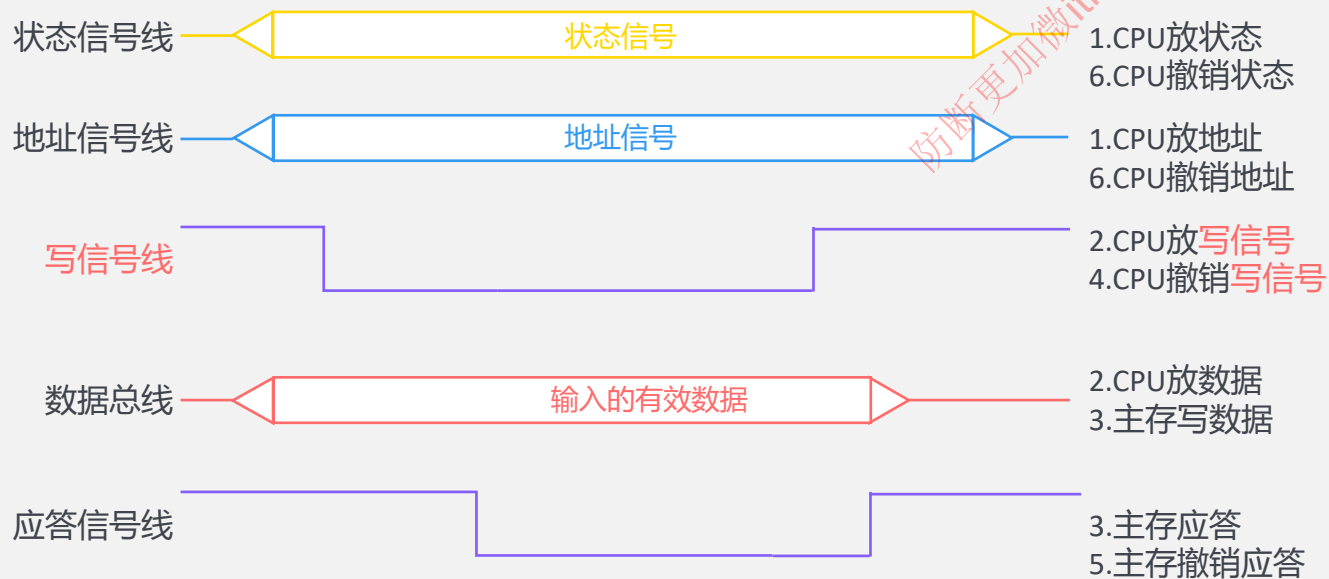 状态信号线
状态信号
1.CPU放状态
6.CPU撤销状态
地址信号线
地址信号
1.CPU放地址
6.CPU撤销地址
写信号线
2.CPU放写信号
4.CPU撤销写信号
数据总线
输入的有效数据
2.CPU放数据
3.主存写数据
应答信号线
3.主存应答
5.主存撤销应答
防断更加微